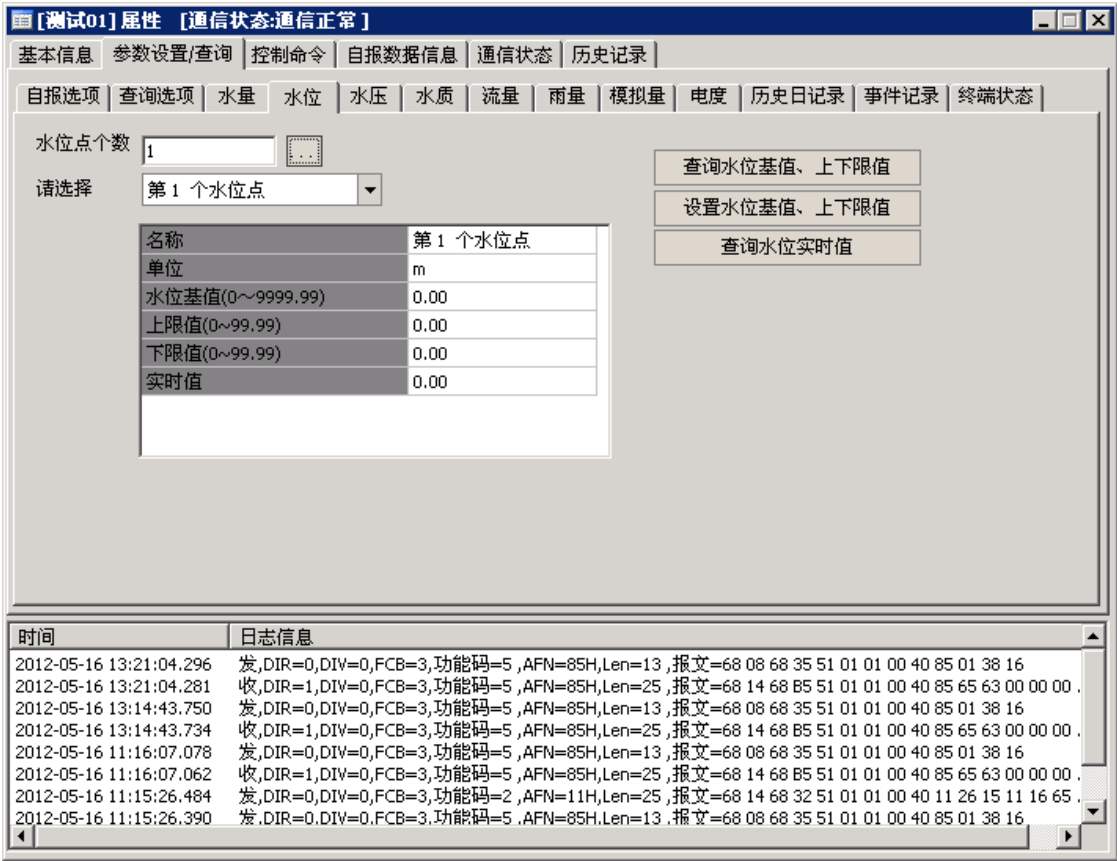 [测试01] 属性 [通信状态:通信正常]
基本信息 参数设置/查询 控制命令 自报数据信息 通信状态 历史记录
自报选项 查询选项 水量 水位 水压 水质 流量 雨量 模拟量 电度 历史日记录 事件记录 终端状态
水位点个数 1 ...
请选择 第 1 个水位点
查询水位基值、上下限值
设置水位基值、上下限值
查询水位实时值
名称 第 1 个水位点
单位 m
水位基值(0～9999.99) 0.00
上限值(0~99.99) 0.00
下限值(0~99.99) 0.00
实时值 0.00
时间 日志信息
2012-05-16 13:21:04.296 发,DIR=0,DIV=0,FCB=3,功能码=5 ,AFN=85H,Len=13 ,报文=68 08 68 35 51 01 01 00 40 85 01 38 16
2012-05-16 13:21:04.281 收,DIR=1,DIV=0,FCB=3,功能码=5 ,AFN=85H,Len=25 ,报文=68 14 68 B5 51 01 01 00 40 85 65 63 00 00 00 .
2012-05-16 13:14:43.750 发,DIR=0,DIV=0,FCB=3,功能码=5 ,AFN=85H,Len=13 ,报文=68 08 68 35 51 01 01 00 40 85 01 38 16
2012-05-16 13:14:43.734 收,DIR=1,DIV=0,FCB=3,功能码=5 ,AFN=85H,Len=25 ,报文=68 14 68 B5 51 01 01 00 40 85 65 63 00 00 00 .
2012-05-16 11:16:07.078 发,DIR=0,DIV=0,FCB=3,功能码=5 ,AFN=85H,Len=13 ,报文=68 08 68 35 51 01 01 00 40 85 01 38 16
2012-05-16 11:16:07.062 收,DIR=1,DIV=0,FCB=3,功能码=5 ,AFN=85H,Len=25 ,报文=68 14 68 B5 51 01 01 00 40 85 65 63 00 00 00 .
2012-05-16 11:15:26.484 发,DIR=0,DIV=0,FCB=3,功能码=2 ,AFN=11H,Len=25 ,报文=68 14 68 32 51 01 01 00 40 11 26 15 11 16 65 .
2012-05-16 11:15:26.390 发,DIR=0,DIV=0,FCB=3,功能码=5 ,AFN=85H,Len=13 ,报文=68 08 68 35 51 01 01 00 40 85 01 38 16